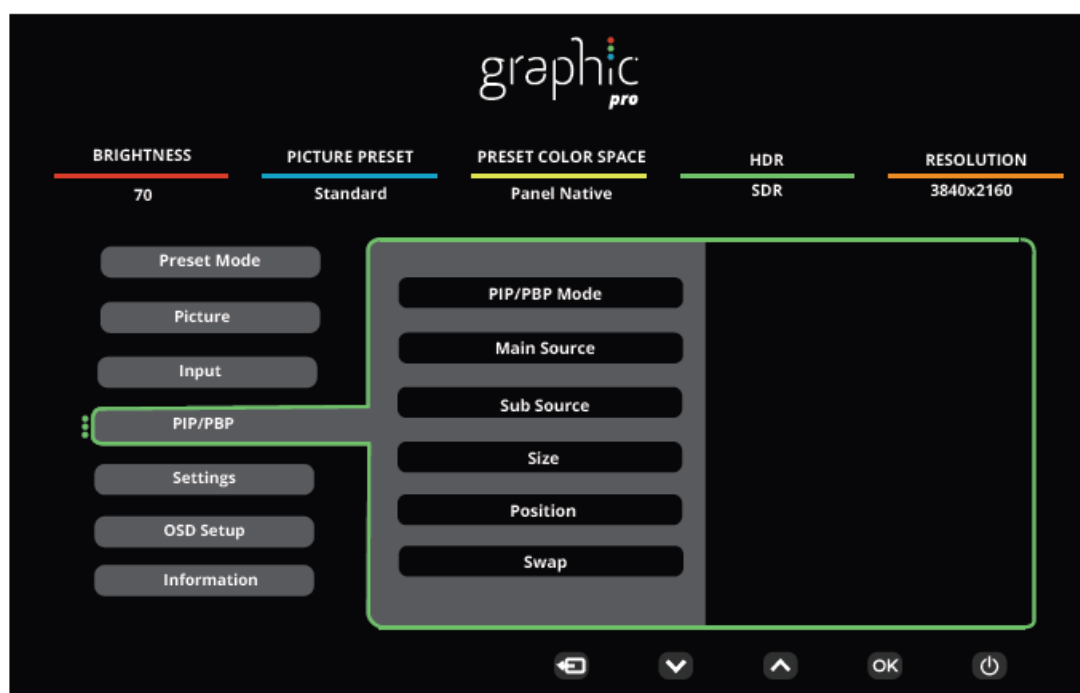 graphic
pro
BRIGHTNESS PICTURE PRESET PRESET COLOR SPACE HDR RESOLUTION
70 Standard Panel Native SDR 3840x2160
Preset Mode
Picture
Input
PIP/PBP
Settings
OSD Setup
Information
PIP/PBP Mode
Main Source
Sub Source
Size
Position
Swap
OK